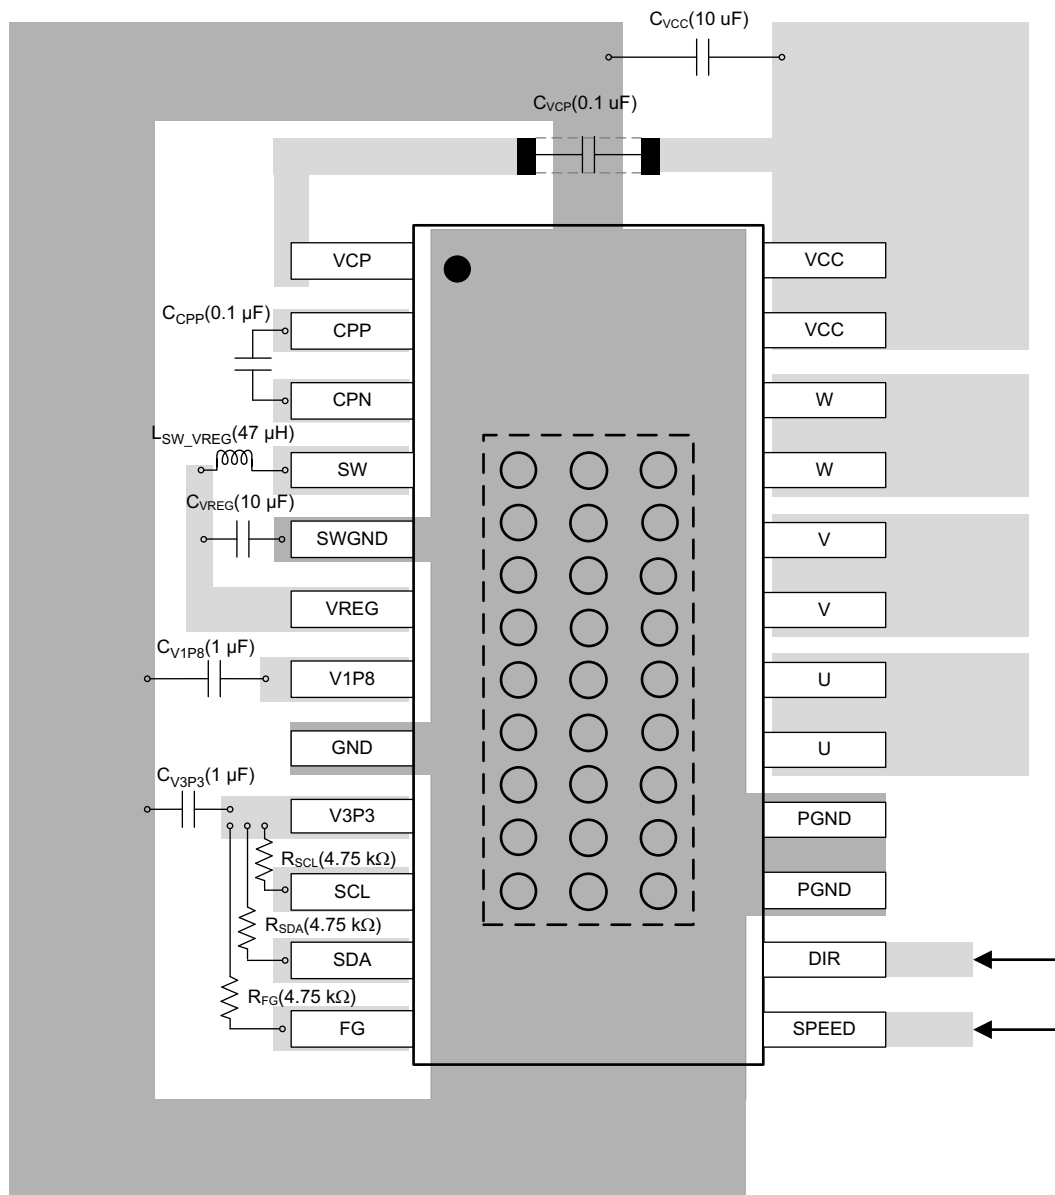 CVCC(10 uF)
CVCP(0.1 uF)
VCP
VCC
CCPP(0.1 µF)
CPP
VCC
CPN
W
LSW_VREG(47 µH)
SW
W
CVREG(10 µF)
SWGND
V
VREG
V
CV1P8(1 µF)
V1P8
U
GND
U
CV3P3(1 µF)
V3P3
PGND
RSCL(4.75 kΩ)
SCL
PGND
RSDA(4.75 kΩ)
SDA
DIR
RFG(4.75 kΩ)
FG
SPEED